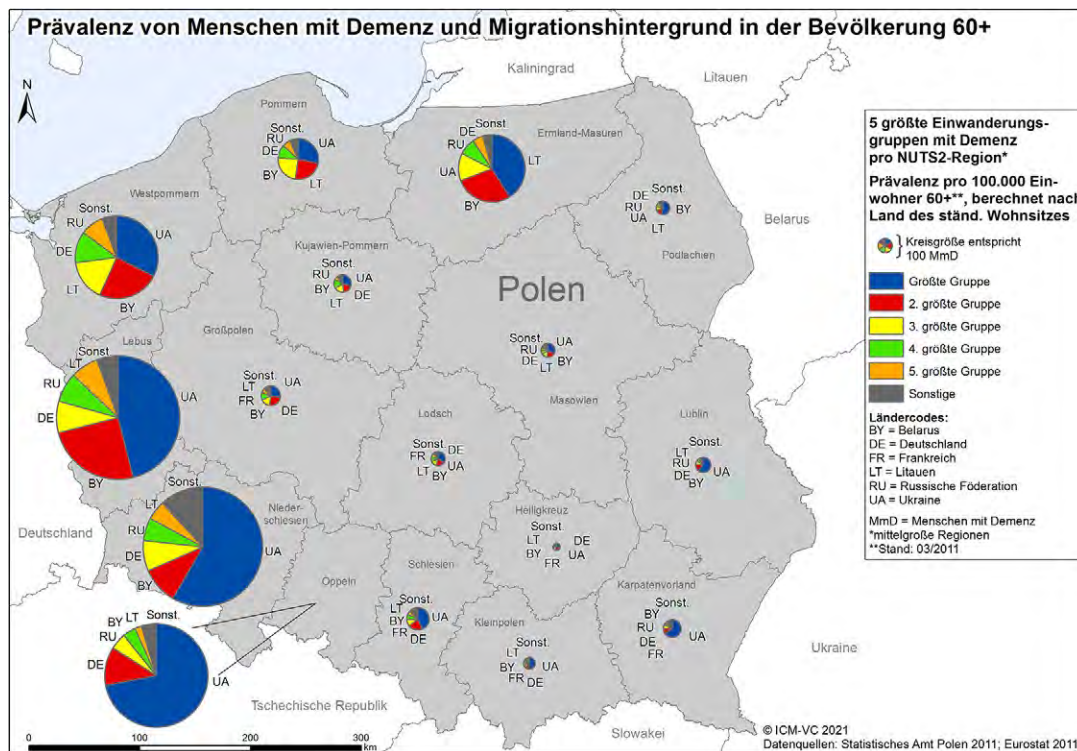 Prävalenz von Menschen mit Demenz und Migrationshintergrund in der Bevölkerung 60+
Kaliningrad
Litauen
N
Pommern
Sonst.
RU
DE
UA
BY
LT
DE
Sonst.
RU
Ermland-Masuren
UA
LT
BY
Westpommern
Sonst.
RU
UA
DE
LT
BY
DE
Sonst.
RU
BY
UA
LT
Podlachien
Belarus
Kujawien-Pommern
Sonst.
RU
UA
BY
DE
LT
Polen
Lebus
Sonst.
LT
RU
UA
DE
BY
Großpolen
Sonst.
LT
UA
FR
DE
BY
Sonst.
UA
RU
DE
BY
LT
Masowien
Lodsch
Sonst.
DE
FR
UA
LT
BY
Lublin
Sonst.
LT
RU
UA
DE
BY
Deutschland
Nieder-
schlesien
Sonst.
LT
RU
UA
DE
BY
Heiligkreuz
Sonst.
LT
DE
BY
UA
FR
Oppeln
Sonst.
LT
BY
RU
DE
UA
Schlesien
Sonst.
LT
UA
BY
FR
DE
Kleinpolen
Sonst.
LT
BY
UA
FR
DE
Karpatenvorland
Sonst.
BY
RU
UA
DE
FR
Ukraine
Tschechische Republik
Slowakei
0
100
200
300
km
5 größte Einwanderungs-
gruppen mit Demenz
pro NUTS2-Region*
Prävalenz pro 100.000 Ein-
wohner 60+**, berechnet nach
Land des ständ. Wohnsitzes
Kreisgröße entspricht
100 MmD
Größte Gruppe
2. größte Gruppe
3. größte Gruppe
4. größte Gruppe
5. größte Gruppe
Sonstige
Ländercodes:
BY = Belarus
DE = Deutschland
FR = Frankreich
LT = Litauen
RU = Russische Föderation
UA = Ukraine
MmD = Menschen mit Demenz
*mittelgroße Regionen
**Stand: 03/2011
© ICM-VC 2021
Datenquellen: Statistisches Amt Polen 2011; Eurostat 2011